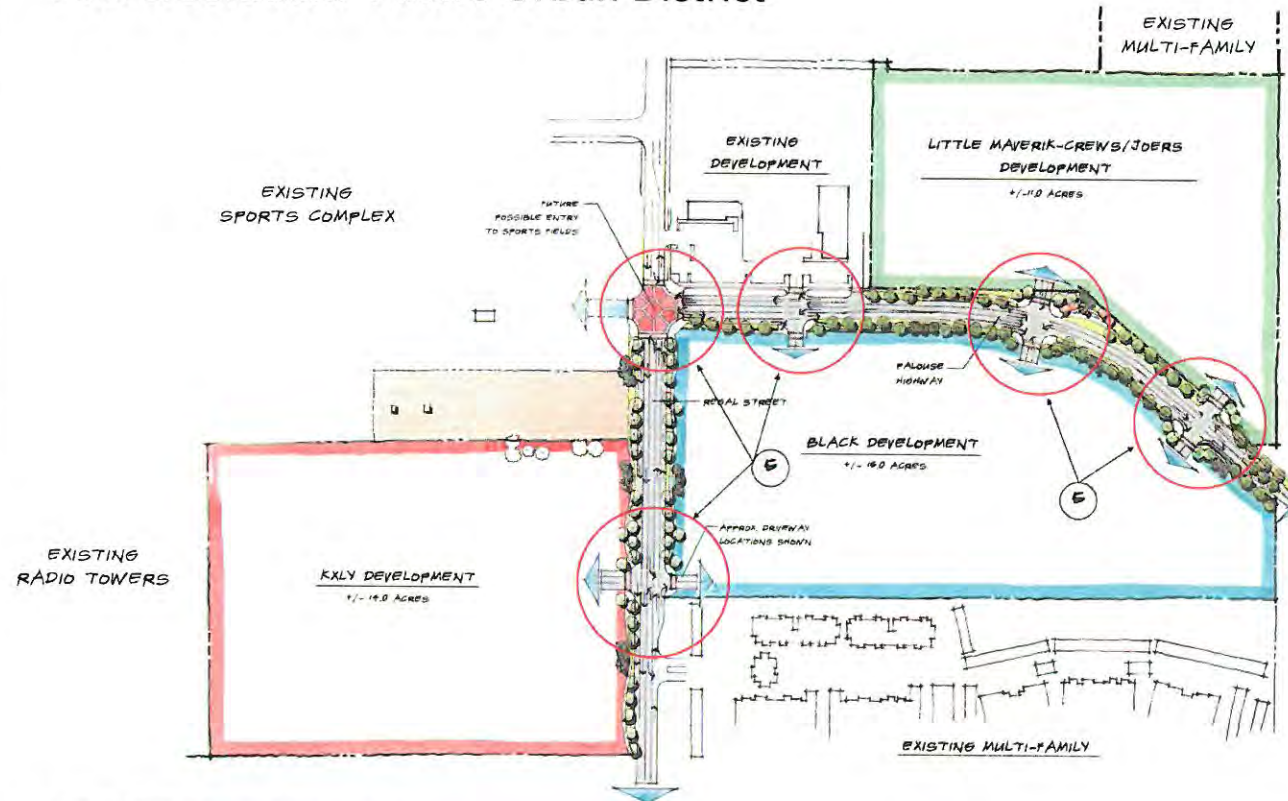 Urban District
EXISTING
MULTI-FAMILY
EXISTING
DEVELOPMENT
LITTLE MAVERIK-CREWS/JOERS
DEVELOPMENT
+/-11.0 ACRES
EXISTING
SPORTS COMPLEX
FUTURE
POSSIBLE ENTRY
TO SPORTS FIELDS
PALOUSE
HIGHWAY
REGAL STREET
BLACK DEVELOPMENT
ACRES
5
5
APPROX. DRIVEWAY
LOCATIONS SHOWN
EXISTING
RADIO TOWERS
KXLY DEVELOPMENT
+/- 14.0 ACRES
EXISTING MULTI-FAMILY